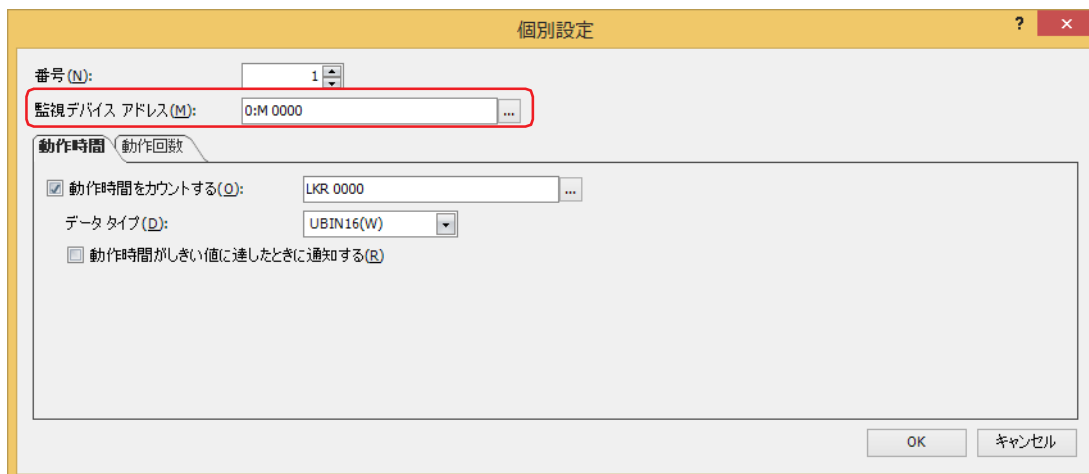 個別設定
? ×
番号(N): 1
監視デバイス アドレス(M): 0:M 0000 ...
動作時間 動作回数
動作時間をカウントする(O): LKR 0000 ...
データ タイプ(D): UBIN16(W)
動作時間がしきい値に達したときに通知する(R)
OK キャンセル